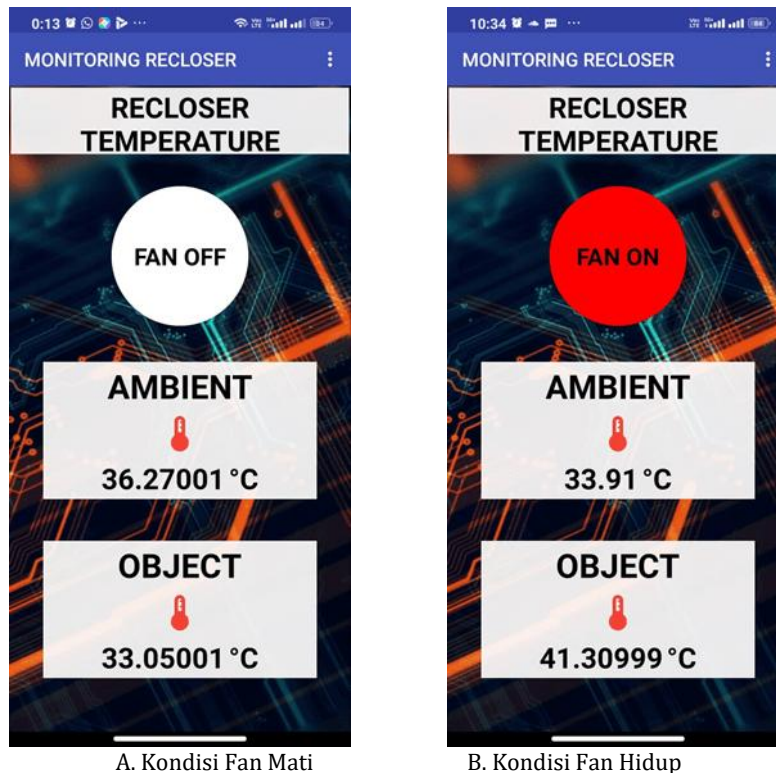 0:13
MONITORING RECLOSER
RECLOSER
TEMPERATURE
FAN OFF
AMBIENT
36.27001 °C
OBJECT
33.05001 °C
A. Kondisi Fan Mati
10:34
MONITORING RECLOSER
RECLOSER
TEMPERATURE
FAN ON
AMBIENT
33.91 °C
OBJECT
41.30999 °C
B. Kondisi Fan Hidup